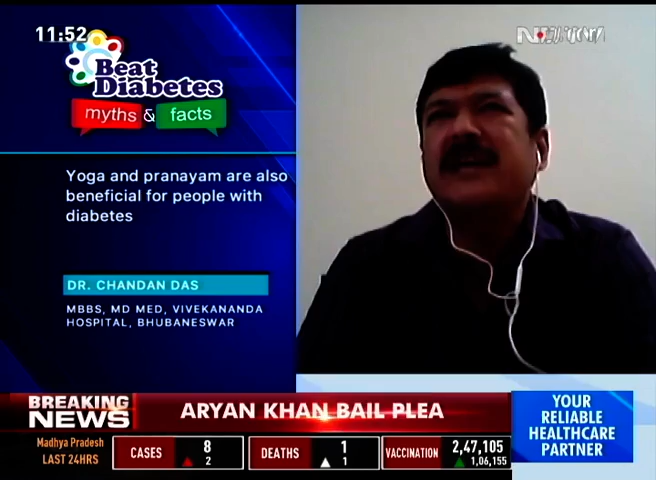 11:52
Beat
Diabetes
myths & facts
Yoga and pranayam are also
beneficial for people with
diabetes
DR. CHANDAN DAS
MBBS, MD MED, VIVEKANANDA
HOSPITAL, BHUBANESWAR
BREAKING
NEWS
ARYAN KHAN BAIL PLEA
YOUR
RELIABLE
HEALTHCARE
PARTNER
Madhya Pradesh
LAST 24HRS
CASES 8
2
DEATHS 1
1
VACCINATION 2,47,105
1,06,155